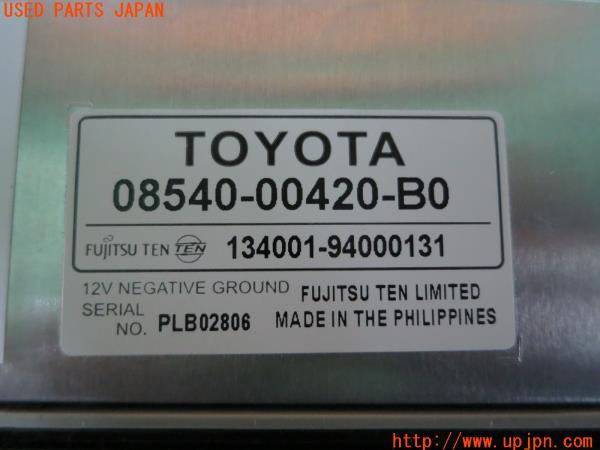 USED PARTS JAPAN
TOYOTA
08540-00420-B0
FUJITSU TEN TEN 134001-94000131
12V NEGATIVE GROUND
SERIAL NO. PLB02806
FUJITSU TEN LIMITED
MADE IN THE PHILIPPINES
http://www.upjpn.com/